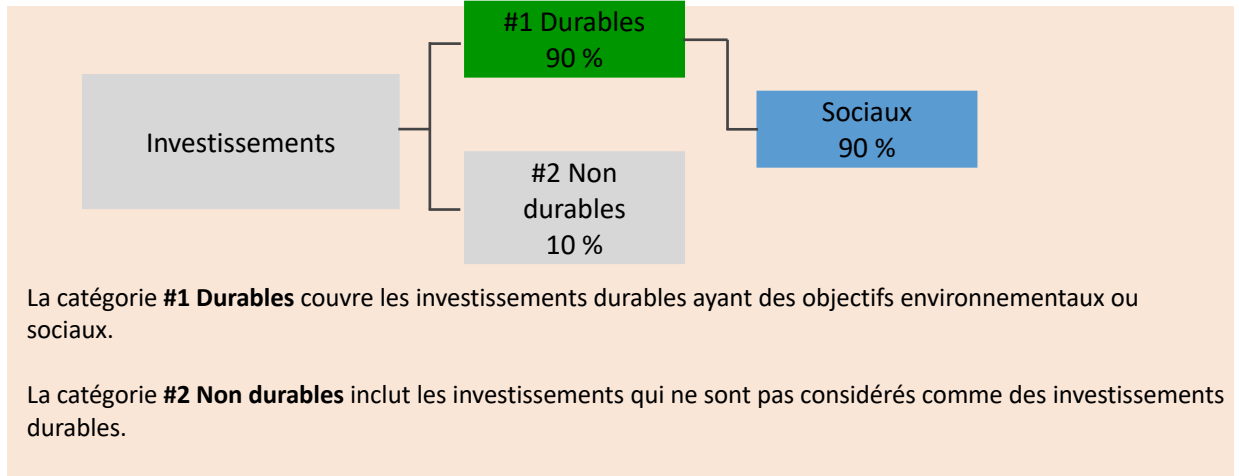 #1 Durables
90 %
Investissements
Sociaux
90 %
#2 Non
durables
10 %
La catégorie #1 Durables couvre les investissements durables ayant des objectifs environnementaux ou
sociaux.
La catégorie #2 Non durables inclut les investissements qui ne sont pas considérés comme des investissements
durables.